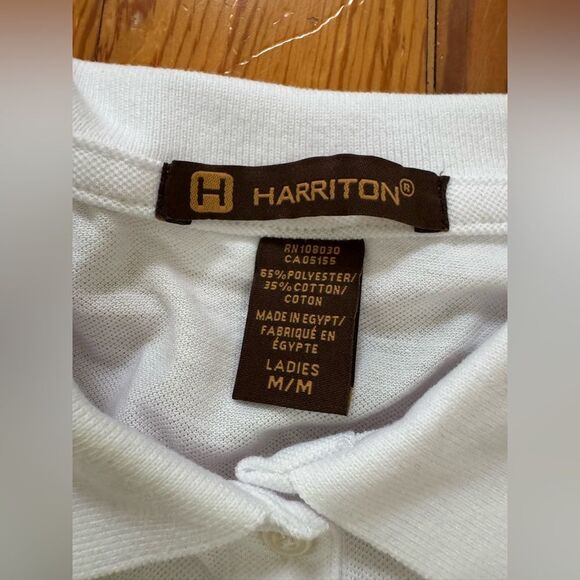 H HARRITON®
RN108030
CA05155
65%POLYESTER/
35%COTTON/
COTON
MADE IN EGYPT/
FABRIQUÉ EN
ÉGYPTE
LADIES
M/M